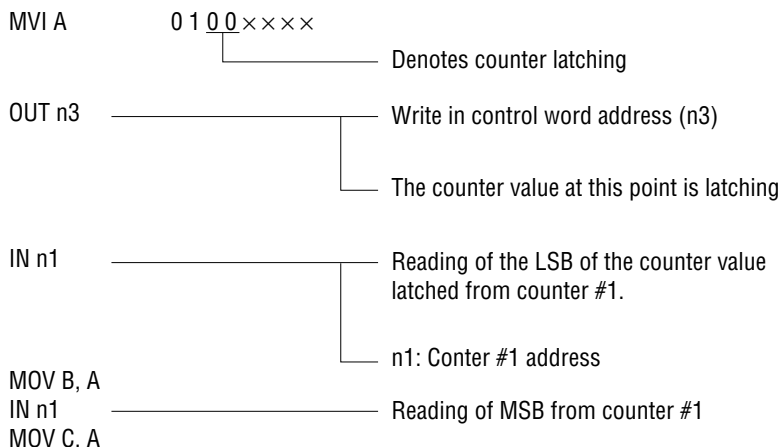 MVI A 0 1 0 0 ××××
Denotes counter latching
OUT n3 Write in control word address (n3)
The counter value at this point is latching
IN n1 Reading of the LSB of the counter value
latched from counter #1.
n1: Conter #1 address
MOV B, A
IN n1 Reading of MSB from counter #1
MOV C, A